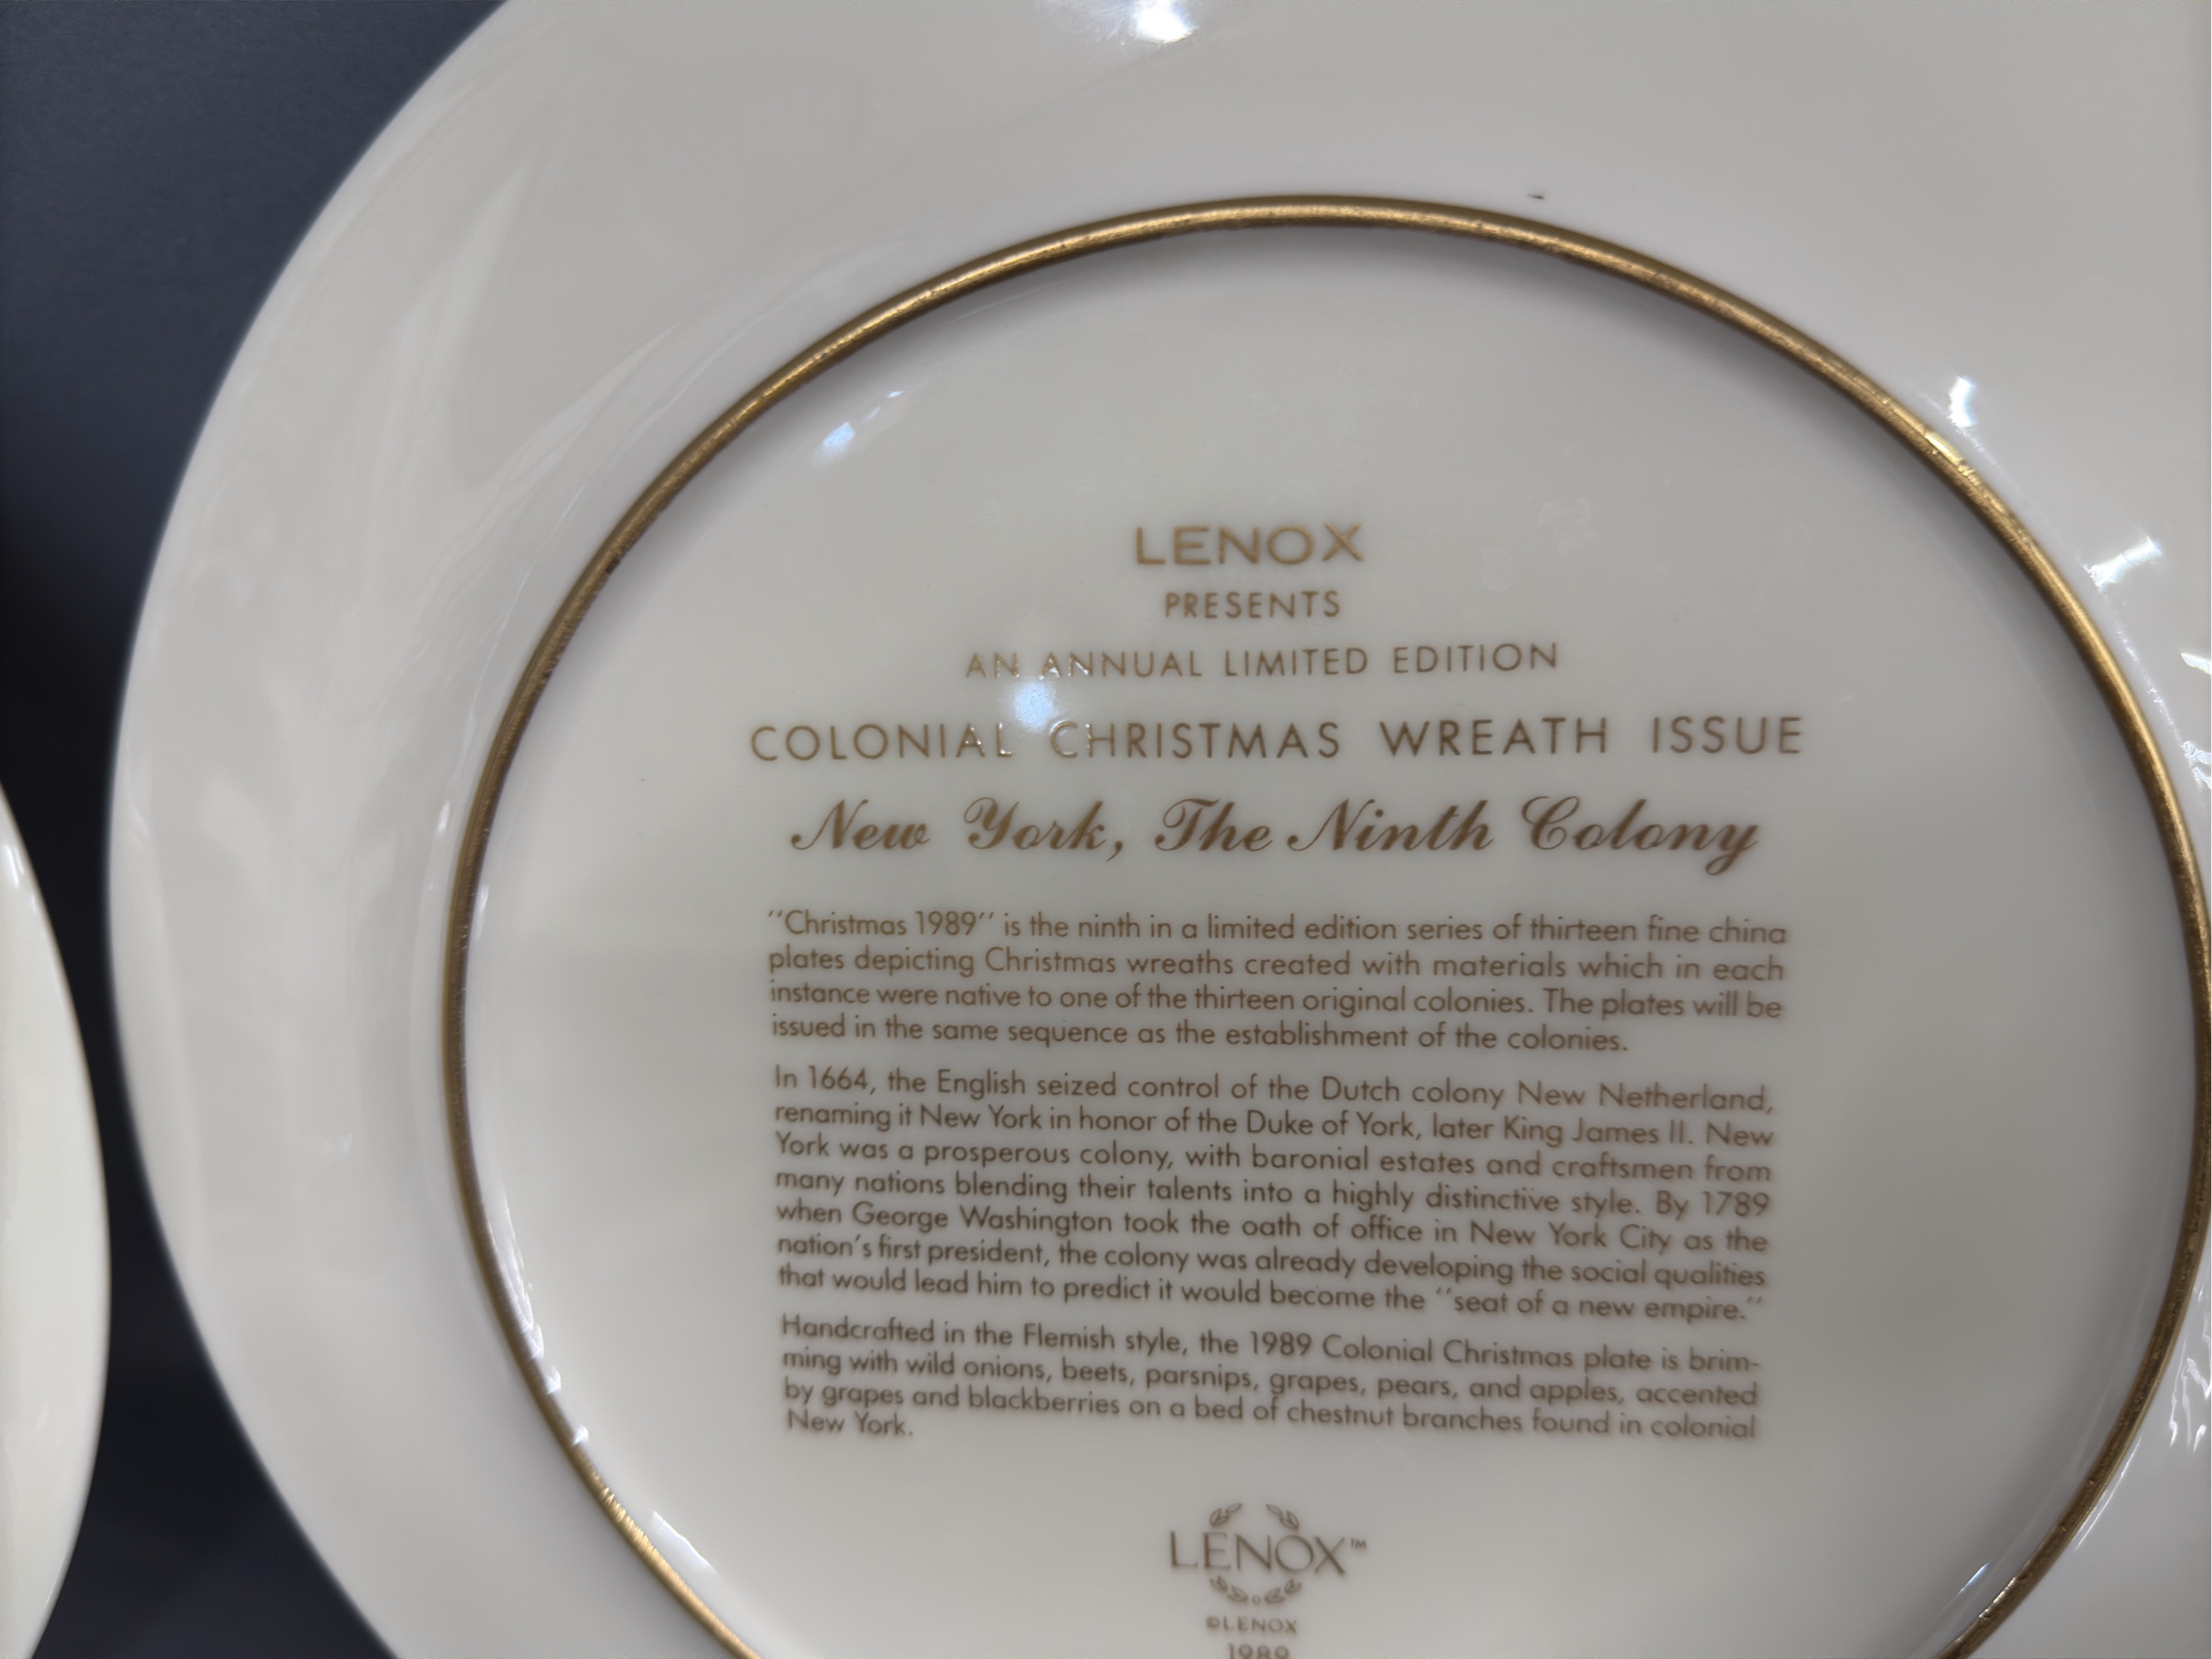 LENOX
PRESENTS
AN ANNUAL LIMITED EDITION
COLONIAL CHRISTMAS WREATH ISSUE
New York, The Ninth Colony
"Christmas 1989" is the ninth in a limited edition series of thirteen fine china
plates depicting Christmas wreaths created with materials which in each
instance were native to one of the thirteen original colonies. The plates will be
issued in the same sequence as the establishment of the colonies.
In 1664, the English seized control of the Dutch colony New Netherland,
renaming it New York in honor of the Duke of York, later King James II. New
York was a prosperous colony, with baronial estates and craftsmen from
many nations blending their talents into a highly distinctive style. By 1789
when George Washington took the oath of office in New York City as the
nation's first president, the colony was already developing the social qualities
that would lead him to predict it would become the "seat of a new empire."
Handcrafted in the Flemish style, the 1989 Colonial Christmas plate is brim-
ming with wild onions, beets, parsnips, grapes, pears, and apples, accented
by grapes and blackberries on a bed of chestnut branches found in colonial
New York.
LENOX™
©LENOX
1989